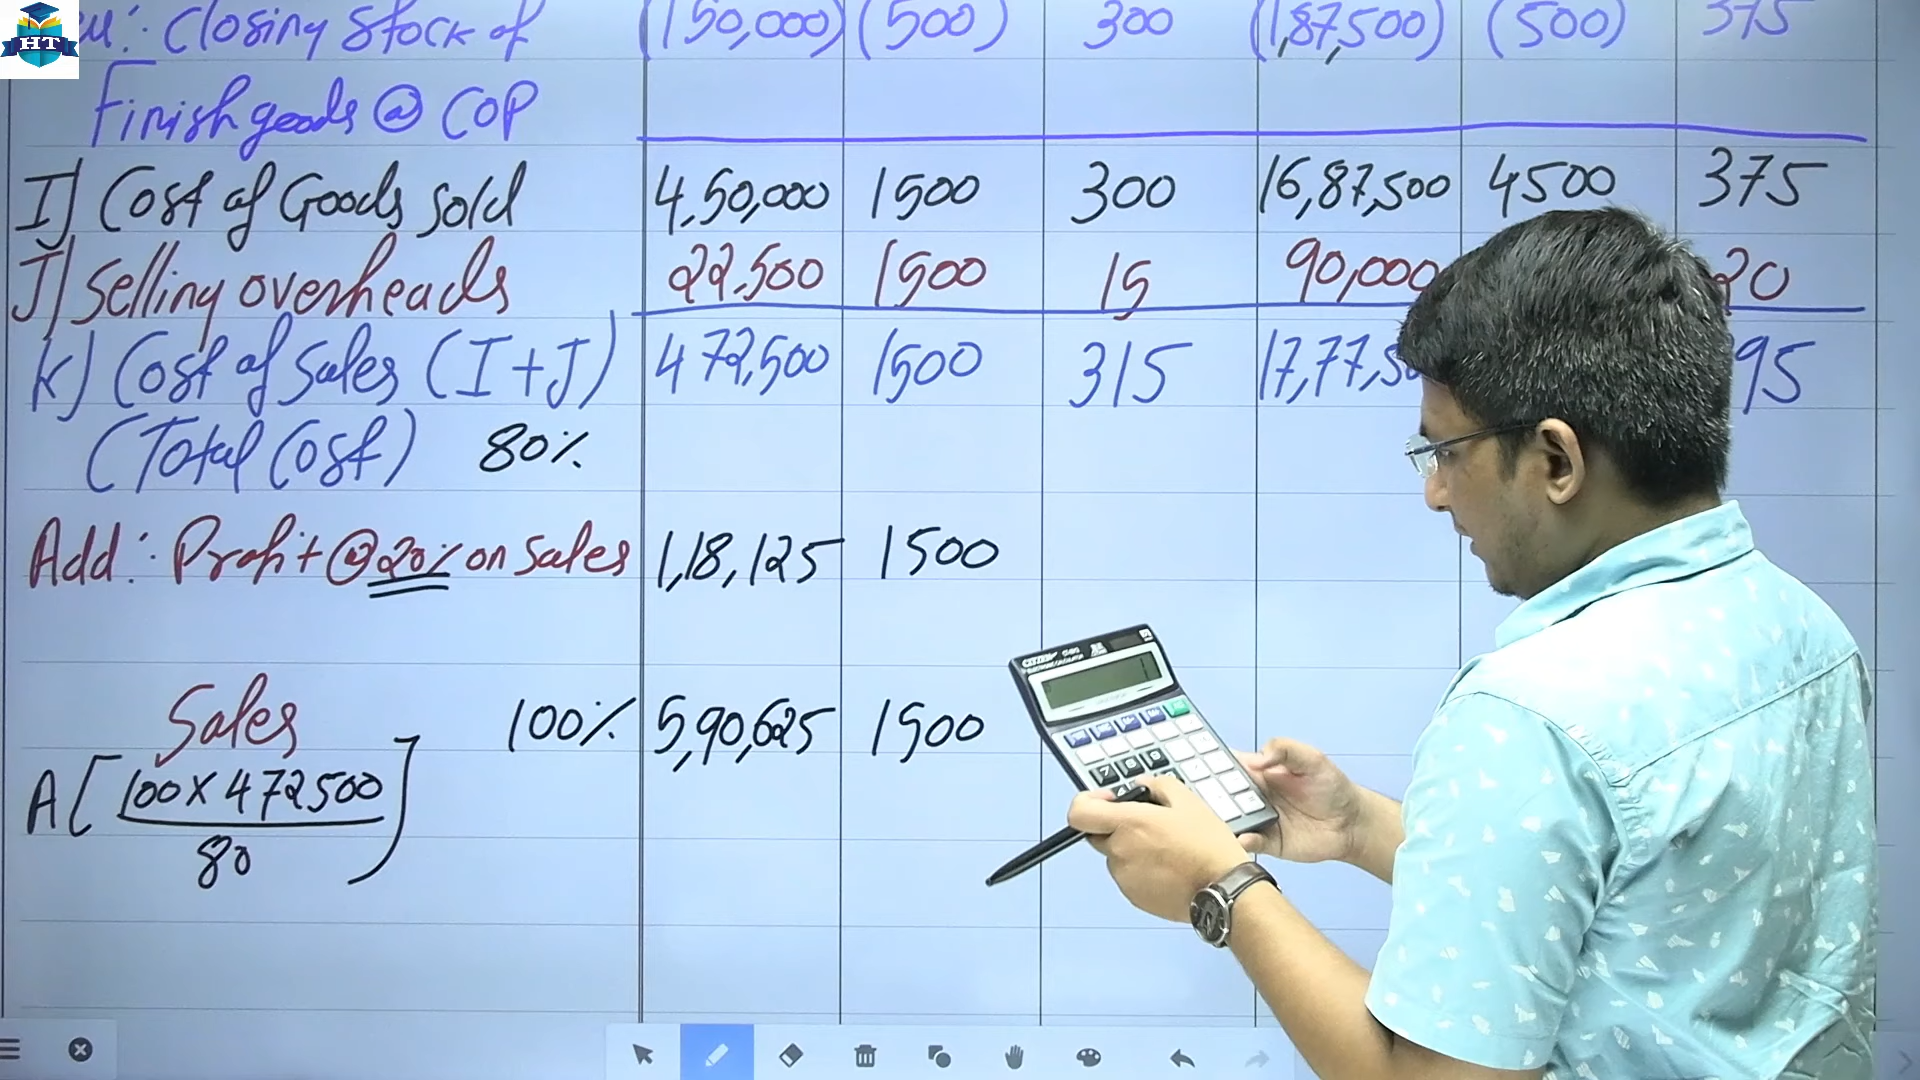 HT
Closing Stock of (150,000) (500) 300 (1,87,500) (500) 375
Finish goods @ COP
I) Cost of Goods sold 4,50,000 1500 300 16,87,500 4500 375
J) Selling overheads 22,500 1500 15 90,000 20
K) Cost of Sales (I+J) 472,500 1500 315 17,77,5 95
(Total Cost) 80%
Add:- Profit @ 20% on Sales 1,18,125 1500
Sales 100% 5,90,625 1500
A [ 100 x 472500
80 ]
CITIZEN